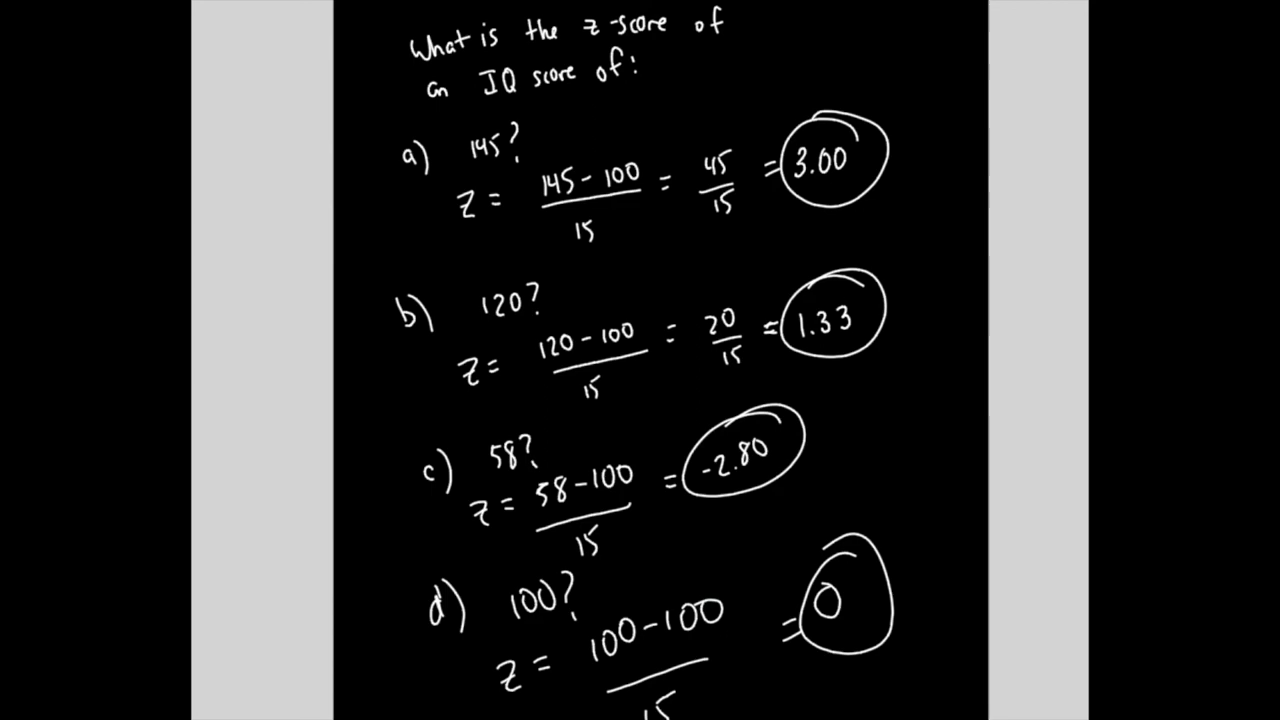 What is the z-score of
an IQ score of:
a) 145?
z = 145 - 100 / 15 = 45 / 15 = 3.00
b) 120?
z = 120 - 100 / 15 = 20 / 15 = 1.33
c) 58?
z = 58 - 100 / 15 = -2.80
d) 100?
z = 100 - 100 / 15 = 0